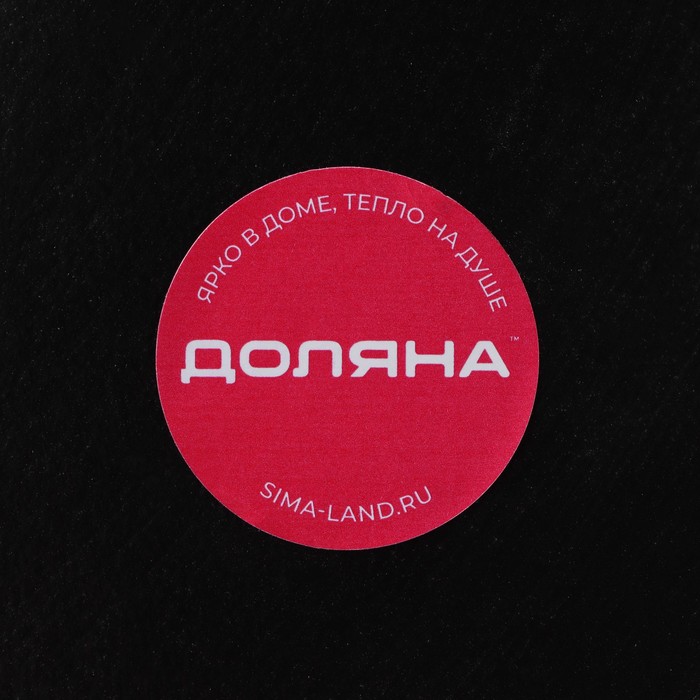 ЯРКО В ДОМЕ, ТЕПЛО НА ДУШЕ
ДОЛЯНА™
SIMA-LAND.RU